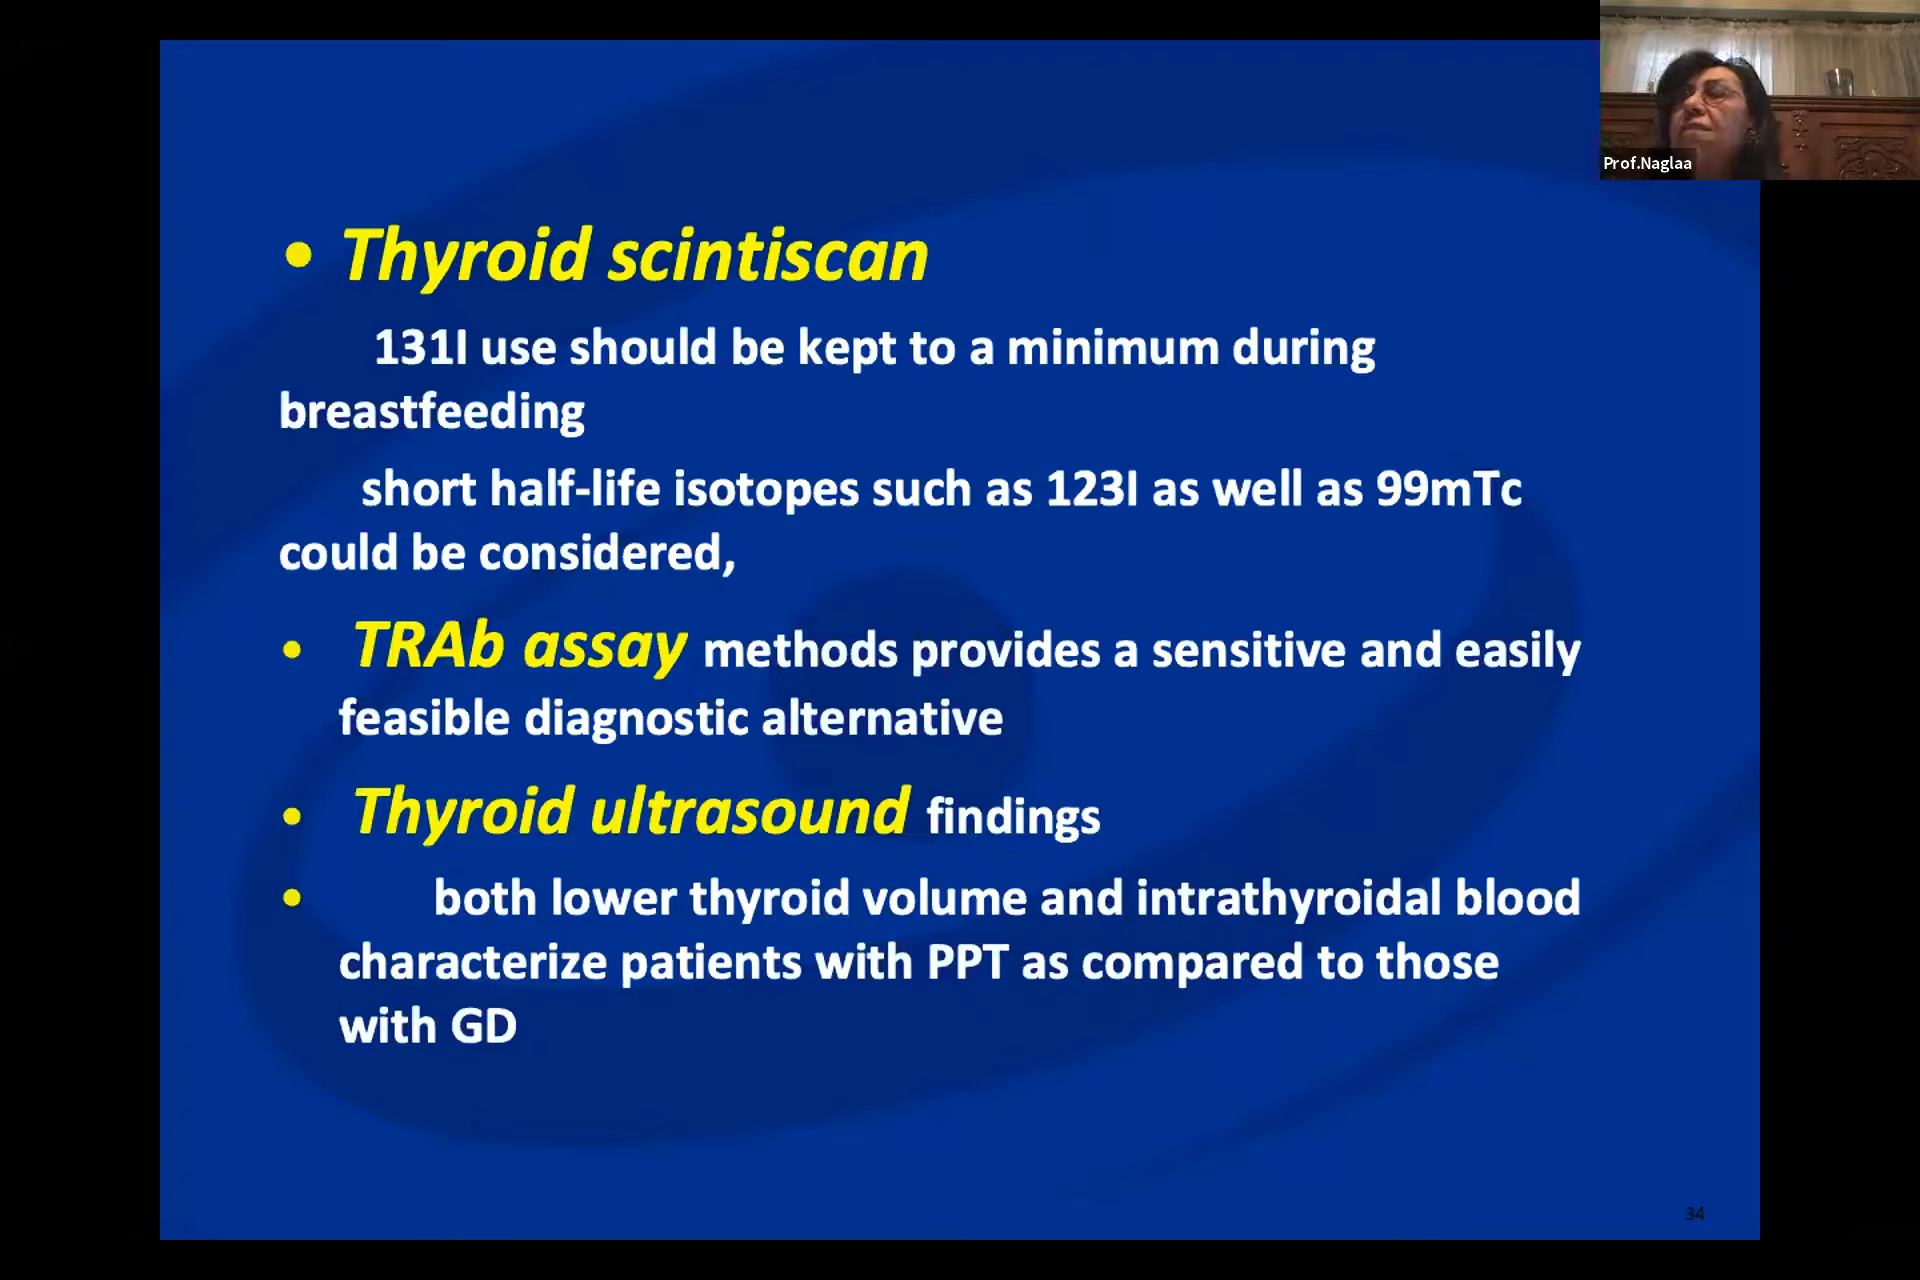 Prof.Naglaa
• Thyroid scintiscan
131I use should be kept to a minimum during
breastfeeding
short half-life isotopes such as 123I as well as 99mTc
could be considered,
• TRAb assay methods provides a sensitive and easily
feasible diagnostic alternative
• Thyroid ultrasound findings
• both lower thyroid volume and intrathyroidal blood
characterize patients with PPT as compared to those
with GD
34